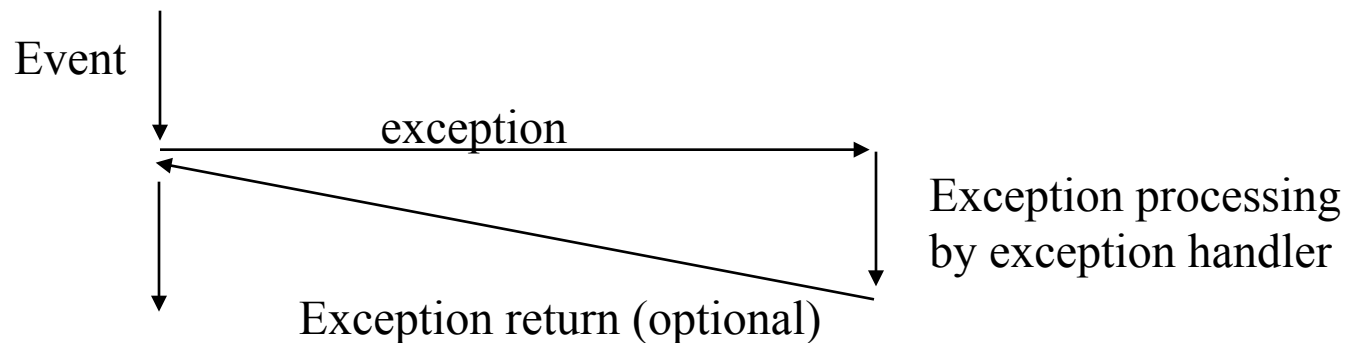 Event
exception
Exception processing
by exception handler
Exception return (optional)